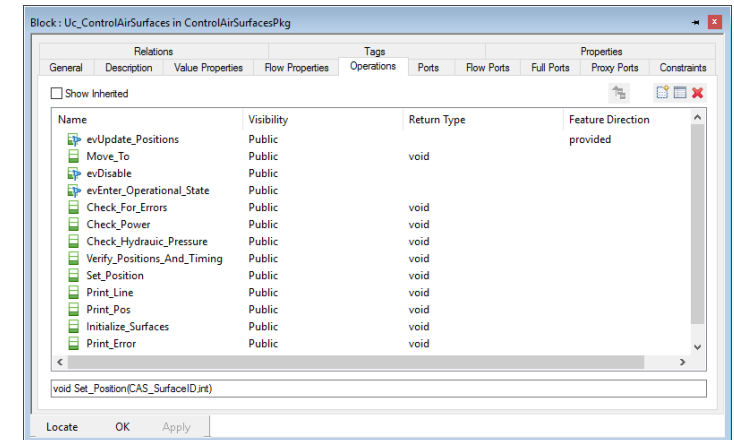 Block : Uc_ControlAirSurfaces in ControlAirSurfacesPkg
Relations Tags Properties
General Description Value Properties Flow Properties Operations Ports Flow Ports Full Ports Proxy Ports Constraints
Show Inherited
Name Visibility Return Type Feature Direction
evUpdate_Positions Public provided
Move_To Public void
evDisable Public
evEnter_Operational_State Public
Check_For_Errors Public void
Check_Power Public void
Check_Hydrauic_Pressure Public void
Verify_Positions_And_Timing Public void
Set_Position Public void
Print_Line Public void
Print_Pos Public void
Initialize_Surfaces Public void
Print_Error Public void
void Set_Position(CAS_SurfaceID,int)
Locate OK Apply